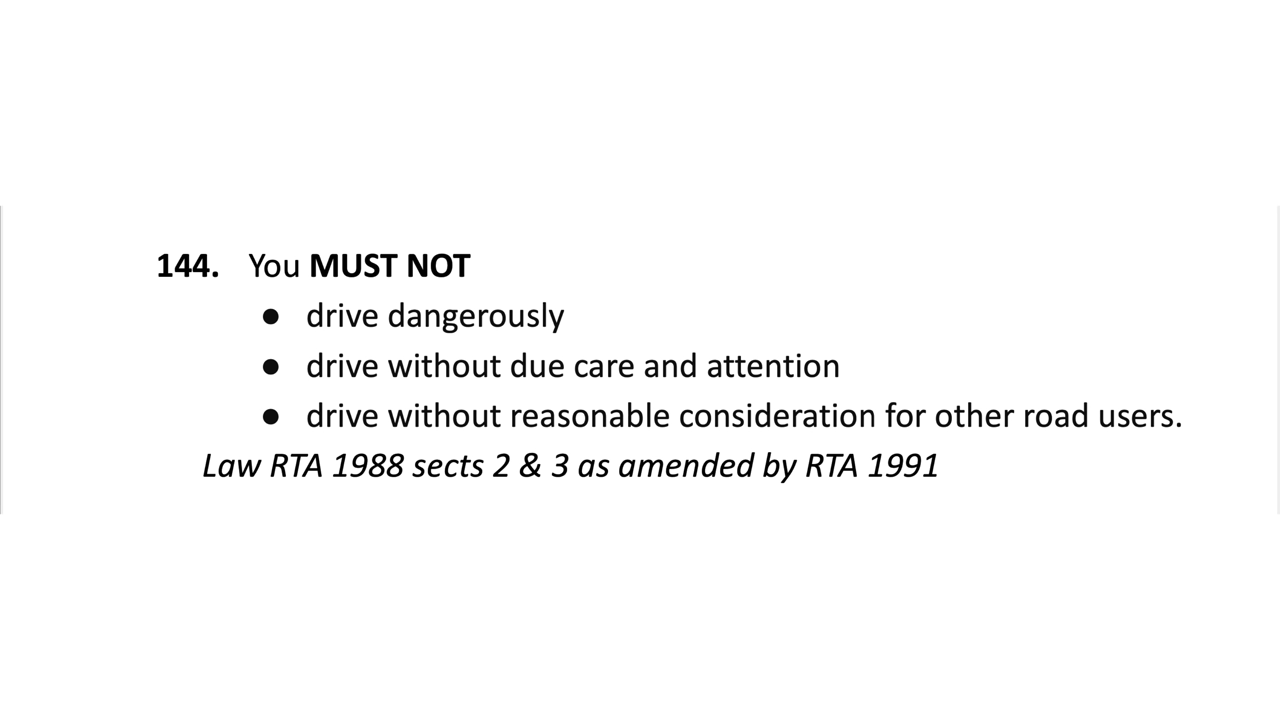 144. You MUST NOT
● drive dangerously
● drive without due care and attention
● drive without reasonable consideration for other road users.
Law RTA 1988 sects 2 & 3 as amended by RTA 1991